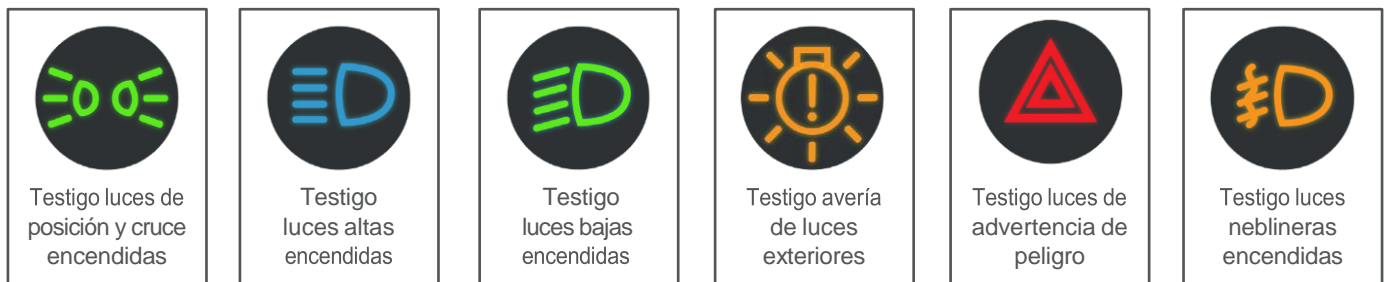 Testigo luces de
posición y cruce
encendidas
Testigo
luces altas
encendidas
Testigo
luces bajas
encendidas
Testigo avería
de luces
exteriores
Testigo luces de
advertencia de
peligro
Testigo luces
neblineras
encendidas